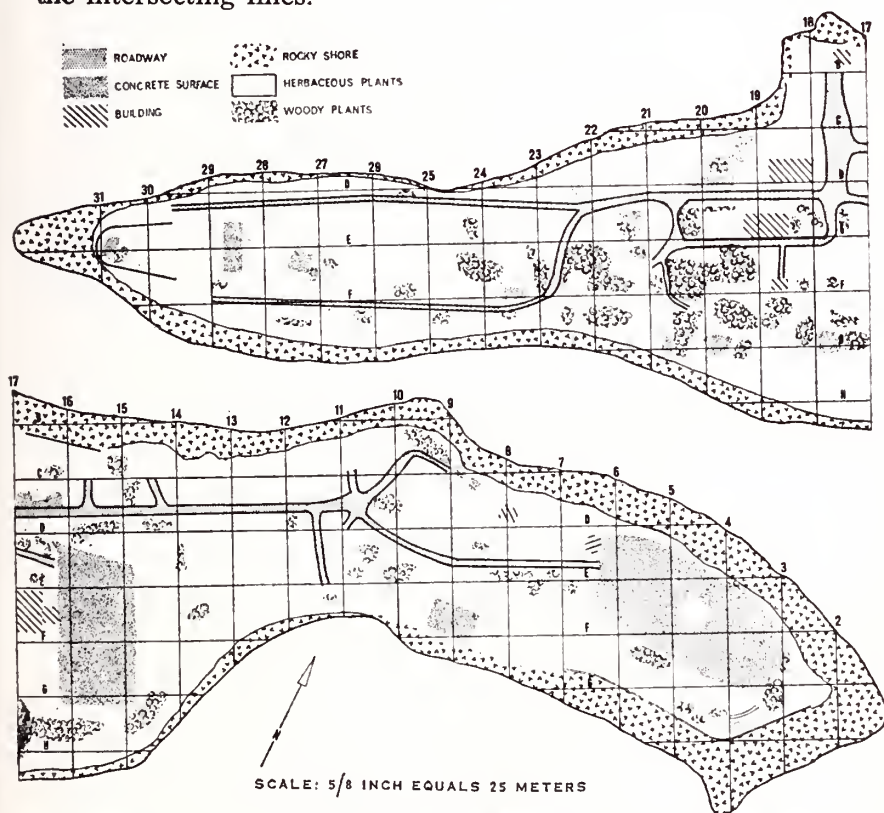 the intersecting lines.
ROADWAY
ROCKY SHORE
CONCRETE SURFACE
HERBACEOUS PLANTS
BUILDING
WOODY PLANTS
31 30 29 28 27 29 25 24 23 22 21 20 19 18 17
D
E
F
C
D
F
H
17 16 15 14 13 12 11 10 9 8 7 6 5 4 3 2
B
C
D
F
G
H
D
E
F
G
N
SCALE: 5/8 INCH EQUALS 25 METERS